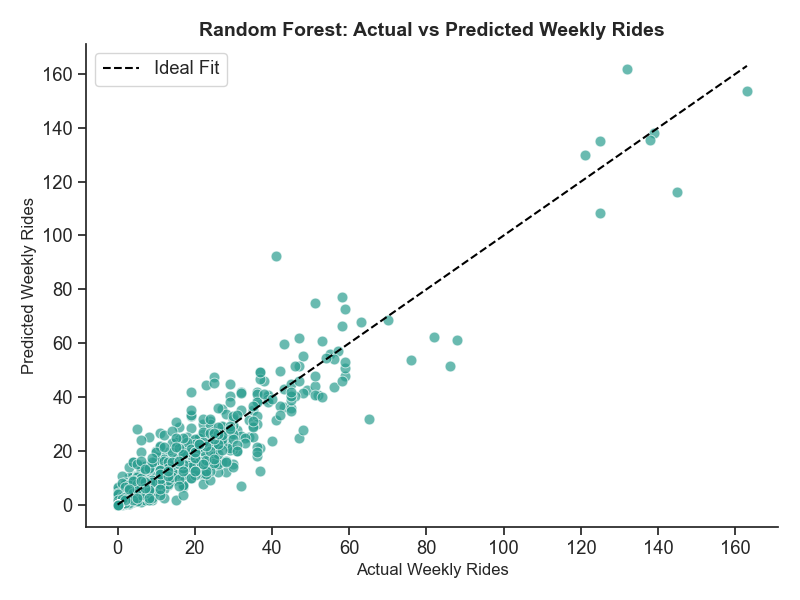 Random Forest: Actual vs Predicted Weekly Rides
Ideal Fit
Predicted Weekly Rides
160
140
120
100
80
60
40
20
0
0 20 40 60 80 100 120 140 160
Actual Weekly Rides